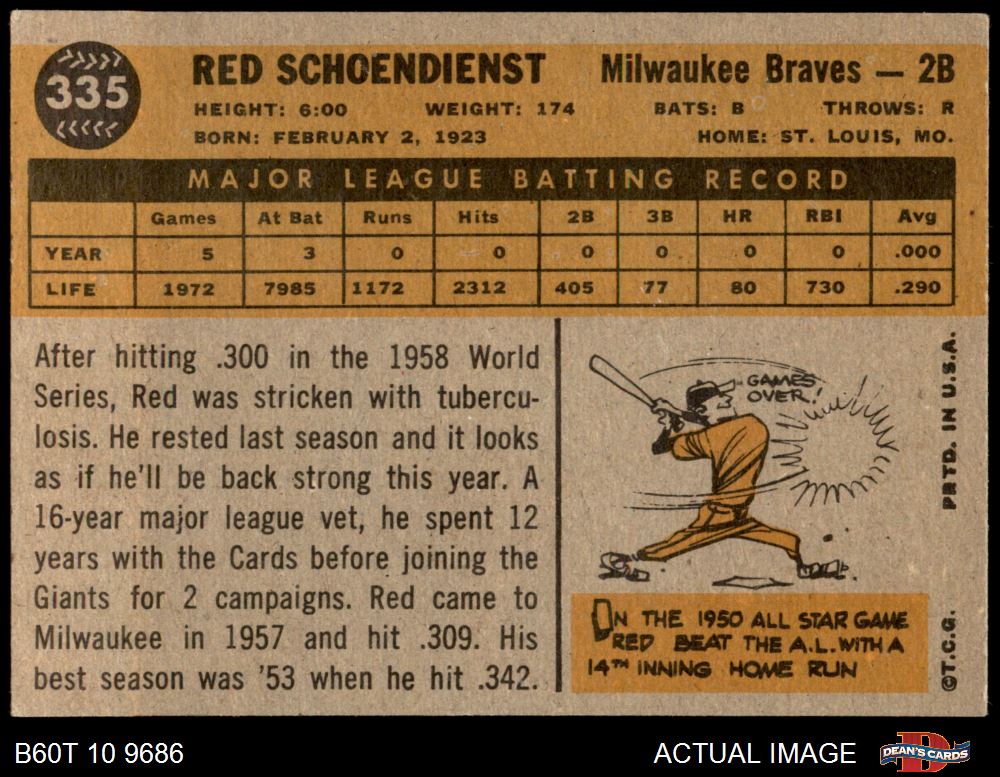 335
RED SCHOENDIENST Milwaukee Braves — 2B
HEIGHT: 6:00 WEIGHT: 174 BATS: B THROWS: R
BORN: FEBRUARY 2, 1923 HOME: ST. LOUIS, MO.
MAJOR LEAGUE BATTING RECORD
Games At Bat Runs Hits 2B 3B HR RBI Avg
YEAR 5 3 0 0 0 0 0 0 .000
LIFE 1972 7985 1172 2312 405 77 80 730 .290
After hitting .300 in the 1958 World
Series, Red was stricken with tubercu-
losis. He rested last season and it looks
as if he'll be back strong this year. A
16-year major league vet, he spent 12
years with the Cards before joining the
Giants for 2 campaigns. Red came to
Milwaukee in 1957 and hit .309. His
best season was '53 when he hit .342.
GAMES
OVER!
ON THE 1950 ALL STAR GAME
RED BEAT THE A.L. WITH A
14TH INNING HOME RUN
©T.C.G. PRTD. IN U.S.A.
B60T 10 9686 ACTUAL IMAGE
D
DEAN'S CARDS